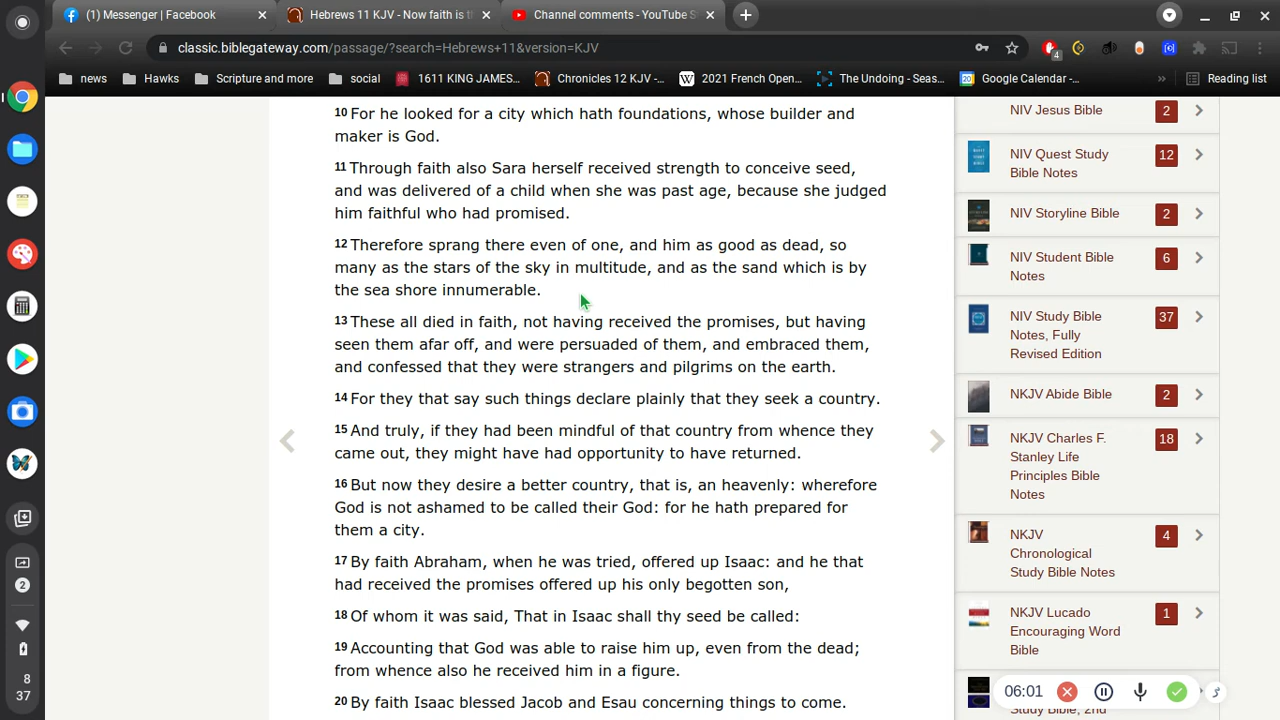 (1) Messenger | Facebook
Hebrews 11 KJV - Now faith is th
Channel comments - YouTube S
classic.biblegateway.com/passage/?search=Hebrews+11&version=KJV
4
news
Hawks
Scripture and more
social
1611 KING JAMES...
Chronicles 12 KJV -...
2021 French Open...
The Undoing - Seas...
20
Google Calendar -...
»
Reading list
10 For he looked for a city which hath foundations, whose builder and
maker is God.
11 Through faith also Sara herself received strength to conceive seed,
and was delivered of a child when she was past age, because she judged
him faithful who had promised.
12 Therefore sprang there even of one, and him as good as dead, so
many as the stars of the sky in multitude, and as the sand which is by
the sea shore innumerable.
13 These all died in faith, not having received the promises, but having
seen them afar off, and were persuaded of them, and embraced them,
and confessed that they were strangers and pilgrims on the earth.
14 For they that say such things declare plainly that they seek a country.
15 And truly, if they had been mindful of that country from whence they
came out, they might have had opportunity to have returned.
16 But now they desire a better country, that is, an heavenly: wherefore
God is not ashamed to be called their God: for he hath prepared for
them a city.
17 By faith Abraham, when he was tried, offered up Isaac: and he that
had received the promises offered up his only begotten son,
18 Of whom it was said, That in Isaac shall thy seed be called:
19 Accounting that God was able to raise him up, even from the dead;
from whence also he received him in a figure.
20 By faith Isaac blessed Jacob and Esau concerning things to come.
NIV Jesus Bible
2
NIV Quest Study
Bible Notes
12
NIV Storyline Bible
2
NIV Student Bible
Notes
6
NIV Study Bible
Notes, Fully
Revised Edition
37
NKJV Abide Bible
2
NKJV Charles F.
Stanley Life
Principles Bible
Notes
18
NKJV
Chronological
Study Bible Notes
4
NKJV Lucado
Encouraging Word
Bible
1
Study Bible, 2nd
06:01
2
8
37